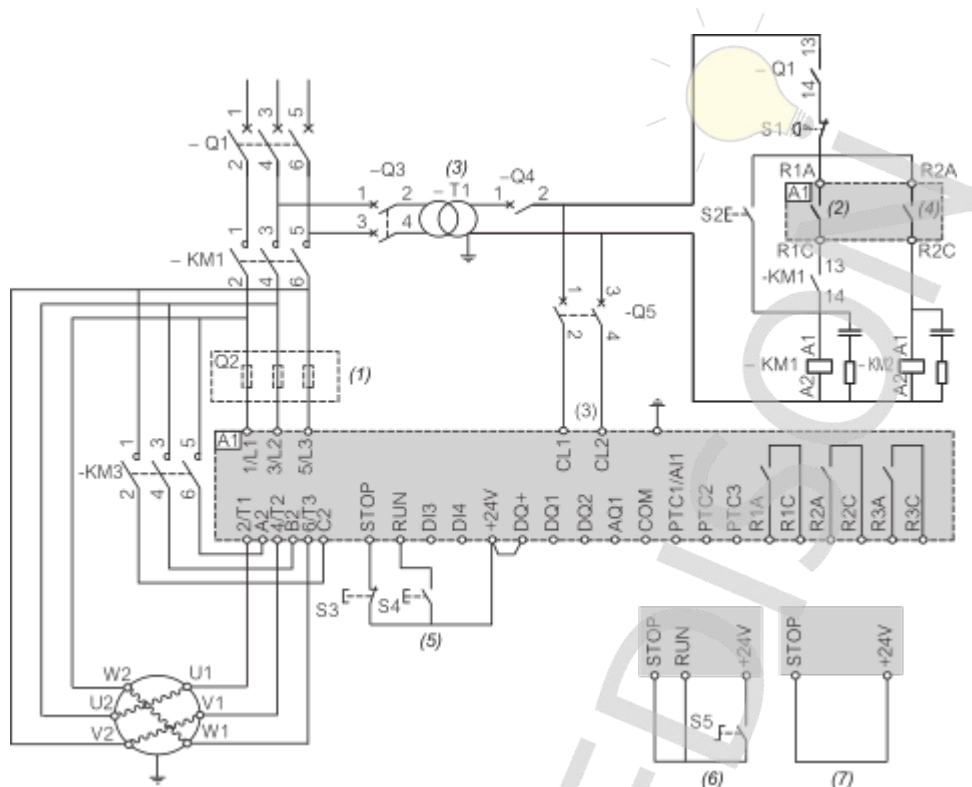 13
– Q1
14
S1
1 3 5
– Q1
2 4 6
–Q3
(3)
1 2
– T1
1
–Q4
2
3 4
R1A R2A
A1
(2) (4)
S2
R1C R2C
1 3 5
– KM1
2 4 6
-KM1
13
14
1 3
-Q5
2 4
Q2
(1)
A1 A1
– KM1 – KM2
A2 A2
(3)
A1
1/L1 3/L2 5/L3 CL1 CL2
1 3 5
-KM3
2 4 6
2/T1 A2 4/T2 B2 6/T3 C2 STOP RUN DI3 DI4 +24V DQ+ DQ1 DQ2 AQ1 COM PTC1/AI1 PTC2 PTC3 R1A R1C R2A R2C R3A R3C
S3 S4
(5)
STOP RUN +24V
STOP +24V
W2 U1
U2 V1
V2 W1
S5
(6) (7)
EDISON